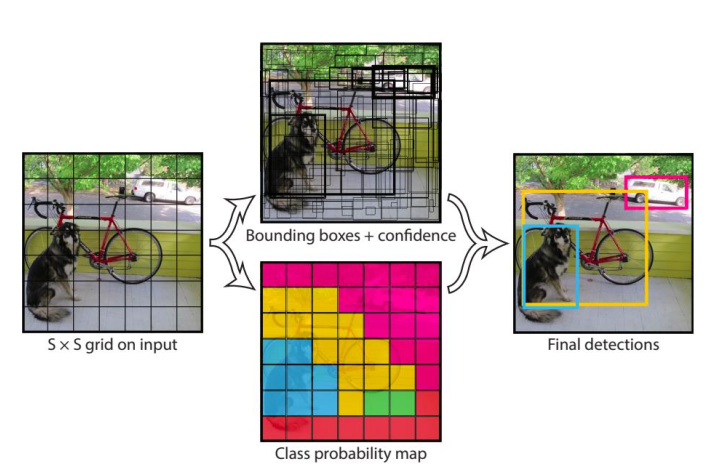 Bounding boxes + confidence
S × S grid on input
Final detections
Class probability map